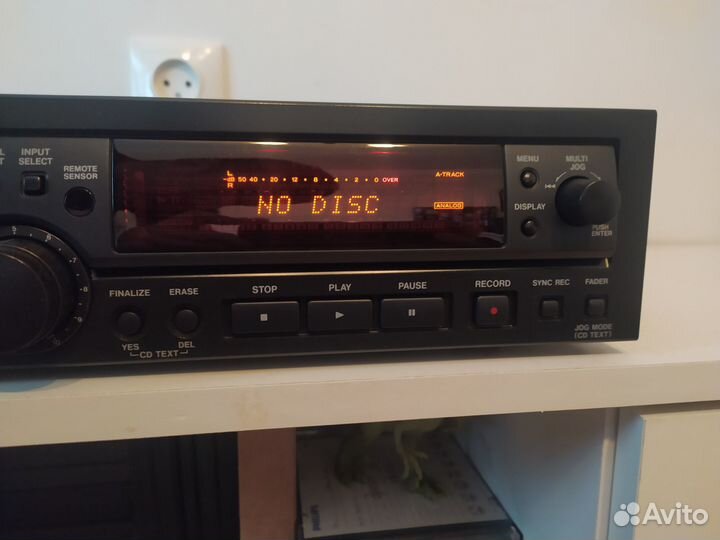 INPUT
SELECT
REMOTE
SENSOR
L
-dB 50 40 • 20 • 12 • 8 • 4 • 2 • 0 OVER
R
A-TRACK
NO DISC
ANALOG
MENU
MULTI
JOG
DISPLAY
PUSH
ENTER
FINALIZE
ERASE
STOP
PLAY
PAUSE
RECORD
SYNC REC
FADER
YES
DEL
CD TEXT
JOG MODE
(CD TEXT)
Avito